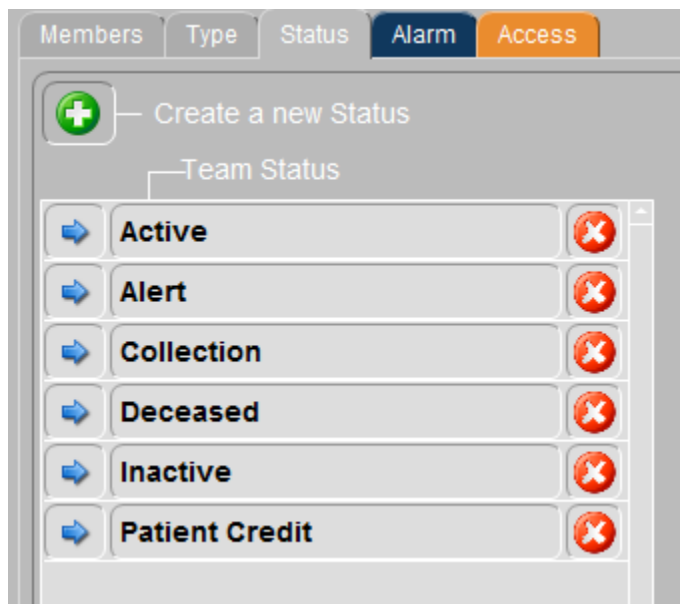 Members Type Status Alarm Access
Create a new Status
Team Status
Active
Alert
Collection
Deceased
Inactive
Patient Credit